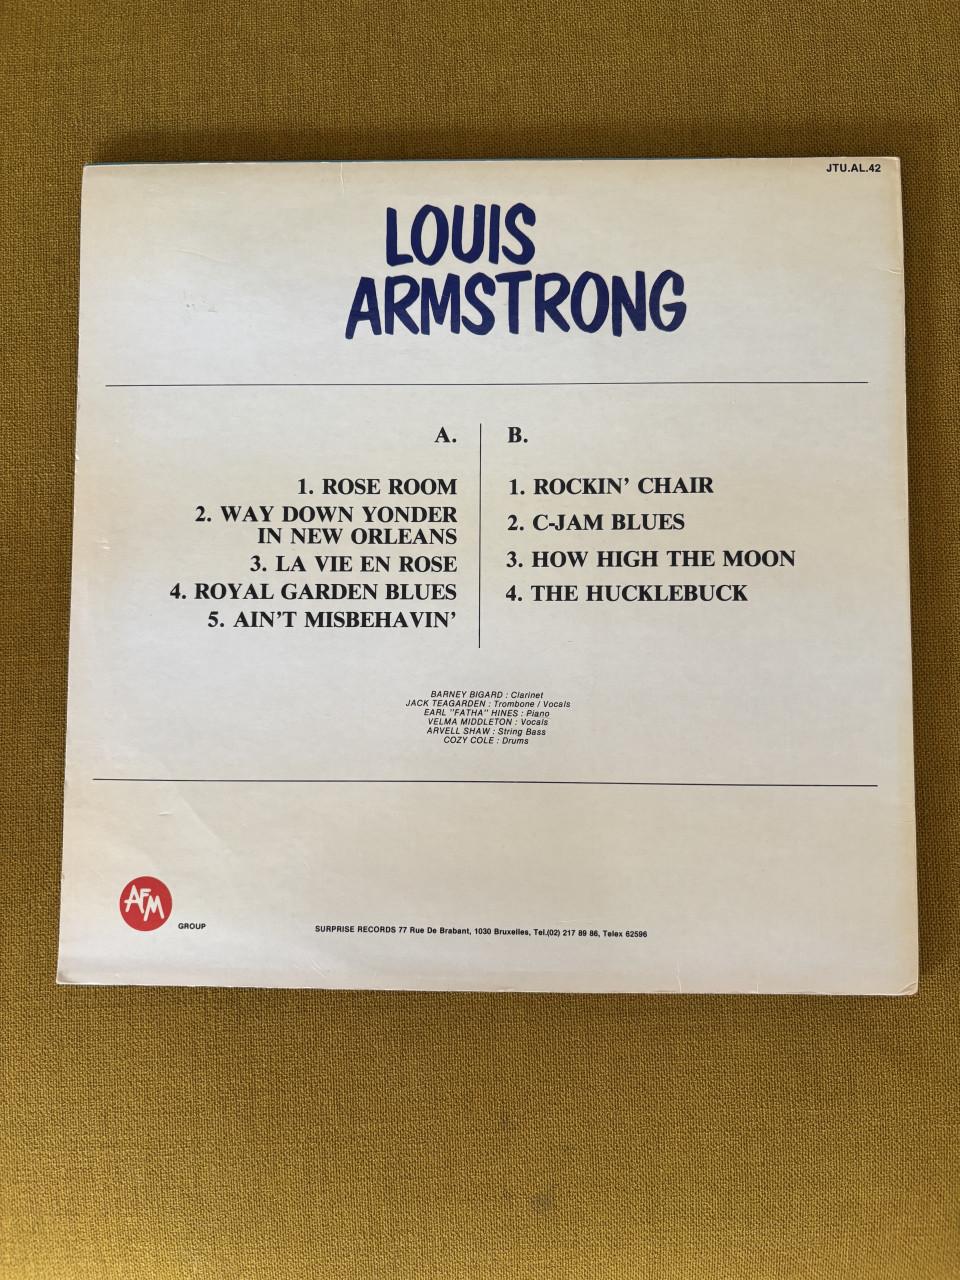 JTU.AL.42
LOUIS
ARMSTRONG
A.
1. ROSE ROOM
2. WAY DOWN YONDER
IN NEW ORLEANS
3. LA VIE EN ROSE
4. ROYAL GARDEN BLUES
5. AIN'T MISBEHAVIN'
B.
1. ROCKIN' CHAIR
2. C-JAM BLUES
3. HOW HIGH THE MOON
4. THE HUCKLEBUCK
BARNEY BIGARD : Clarinet
JACK TEAGARDEN : Trombone / Vocals
EARL "FATHA" HINES : Piano
VELMA MIDDLETON : Vocals
ARVELL SHAW : String Bass
COZY COLE : Drums
AFM
GROUP
SURPRISE RECORDS 77 Rue De Brabant, 1030 Bruxelles, Tel.(02) 217 89 86, Telex 62596